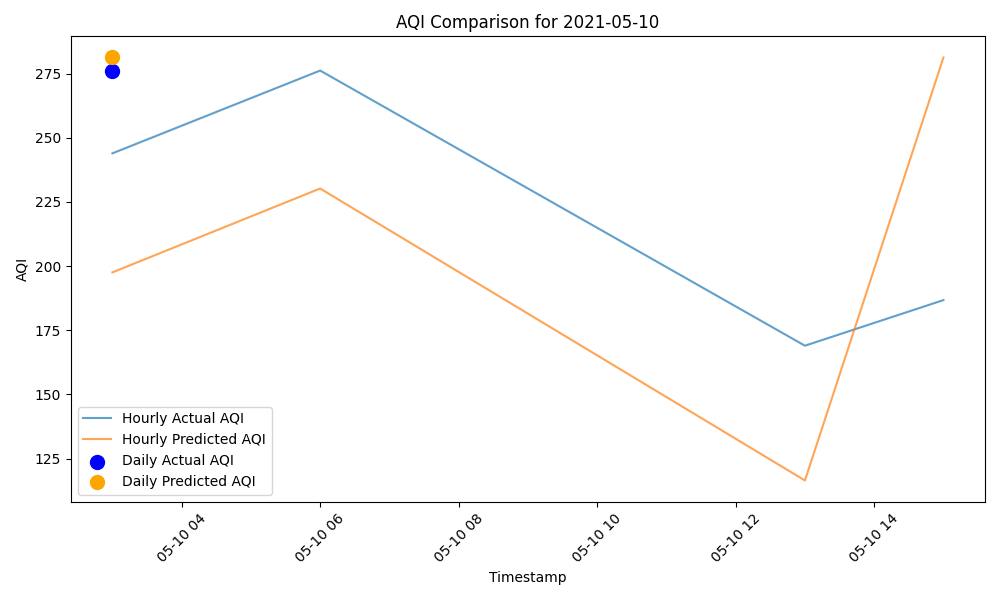 AQI Comparison for 2021-05-10
AQI
275
250
225
200
175
150
125
Hourly Actual AQI
Hourly Predicted AQI
Daily Actual AQI
Daily Predicted AQI
05-10 04
05-10 06
05-10 08
05-10 10
05-10 12
05-10 14
Timestamp